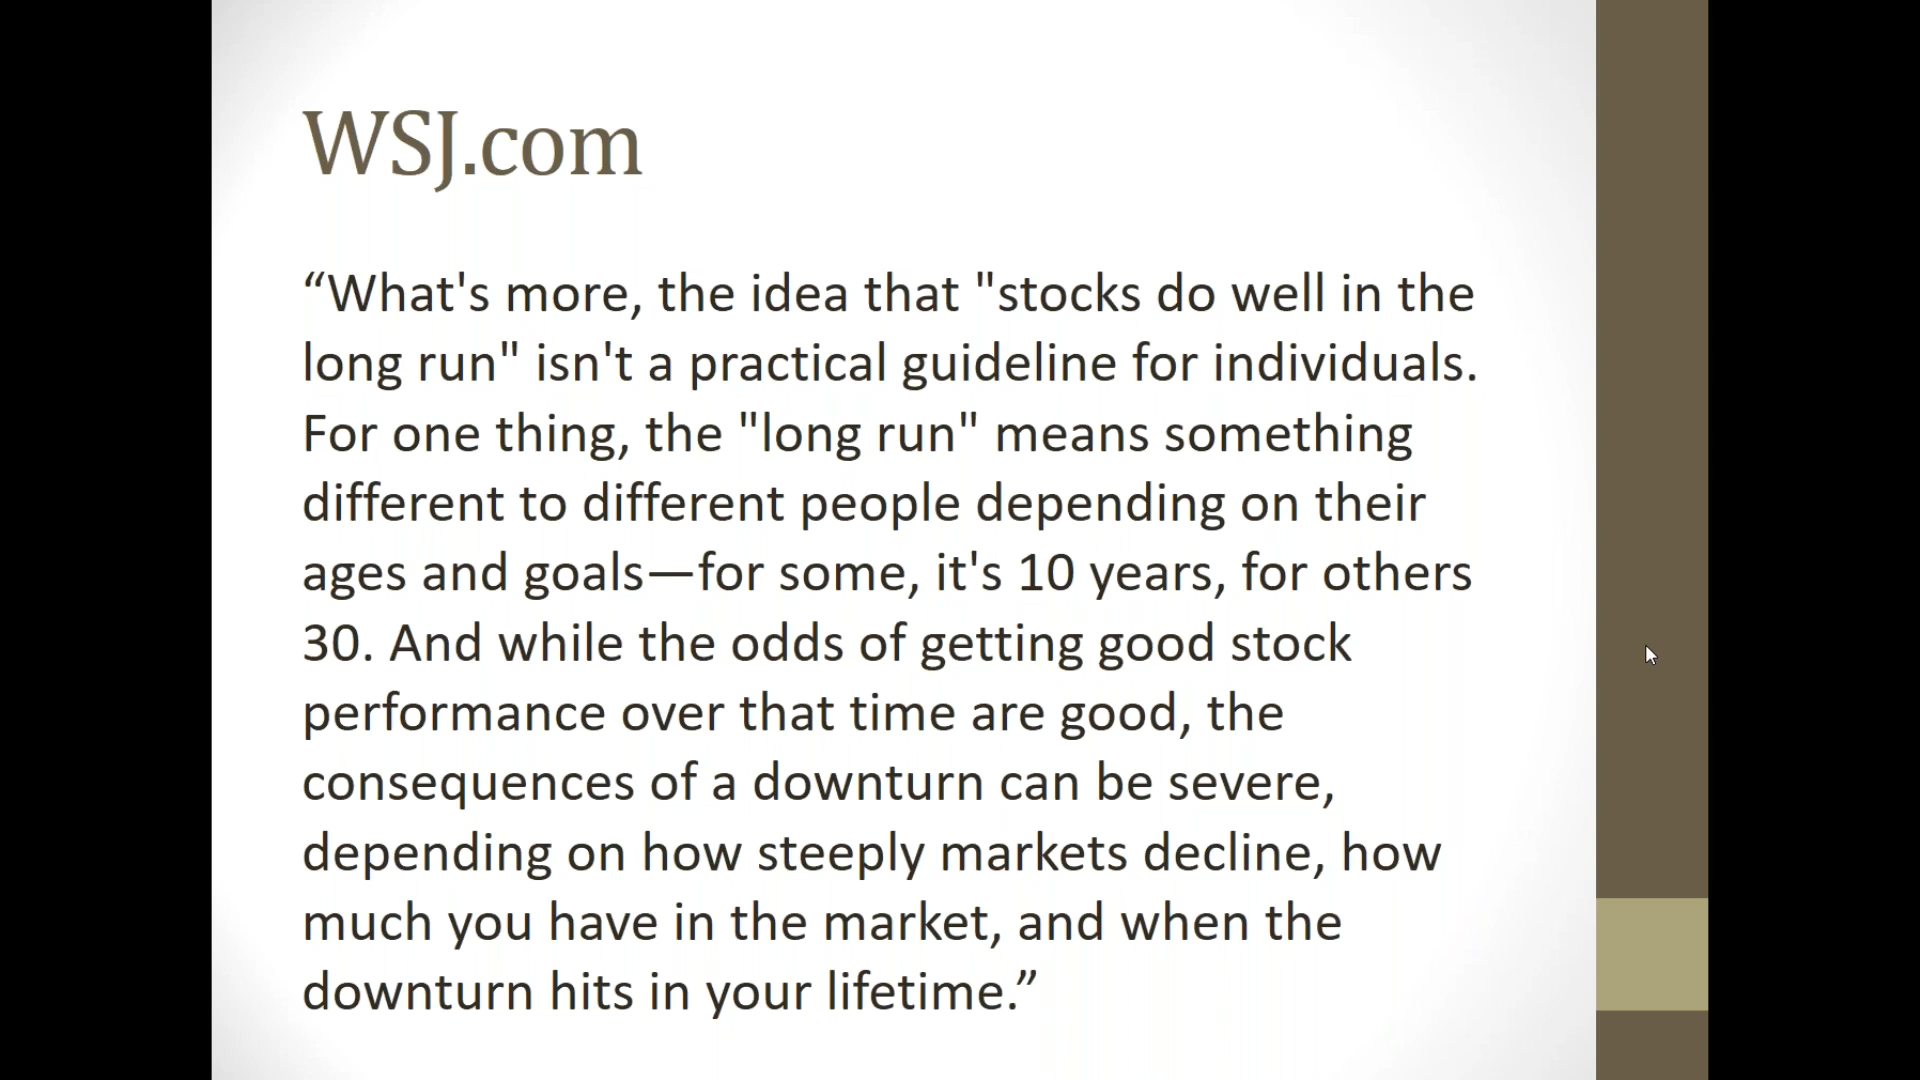 WSJ.com
“What's more, the idea that "stocks do well in the
long run" isn't a practical guideline for individuals.
For one thing, the "long run" means something
different to different people depending on their
ages and goals—for some, it's 10 years, for others
30. And while the odds of getting good stock
performance over that time are good, the
consequences of a downturn can be severe,
depending on how steeply markets decline, how
much you have in the market, and when the
downturn hits in your lifetime.”